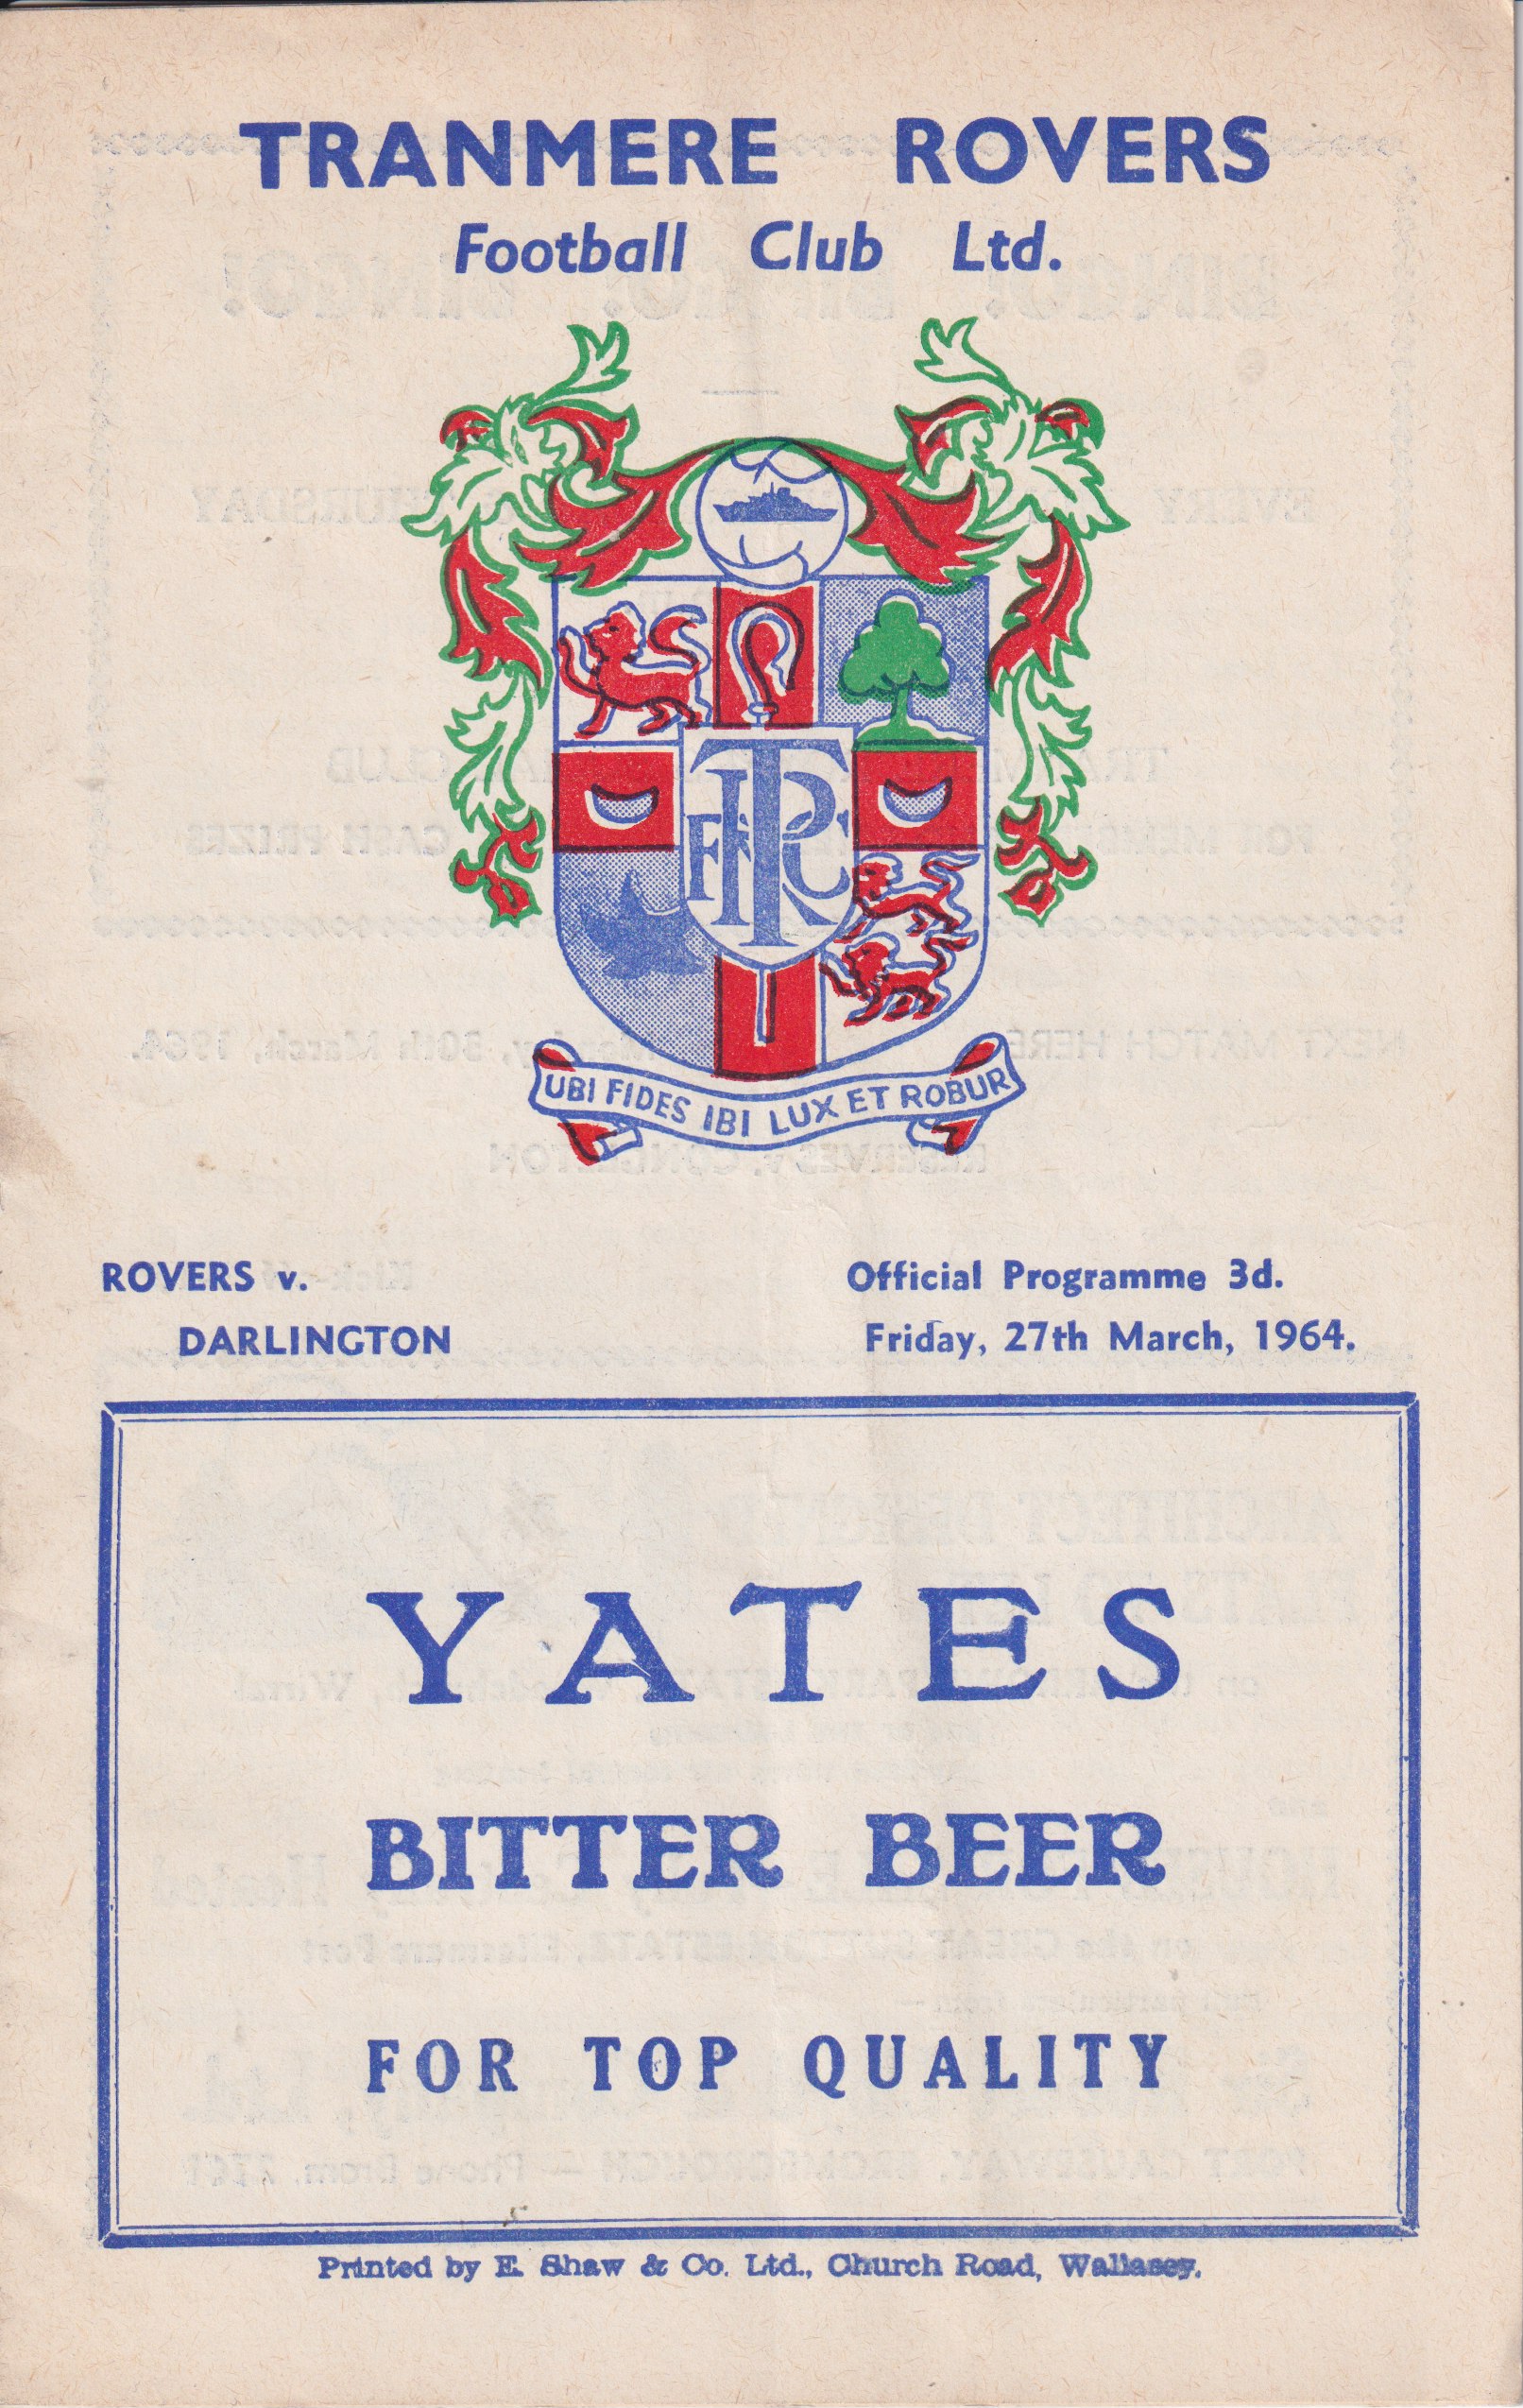 TRANMERE ROVERS
Football Club Ltd.
TRFC
UBI FIDES IBI LUX ET ROBUR
ROVERS v.
DARLINGTON
Official Programme 3d.
Friday, 27th March, 1964.
YATES
BITTER BEER
FOR TOP QUALITY
Printed by E. Shaw & Co. Ltd., Church Road, Wallasey.